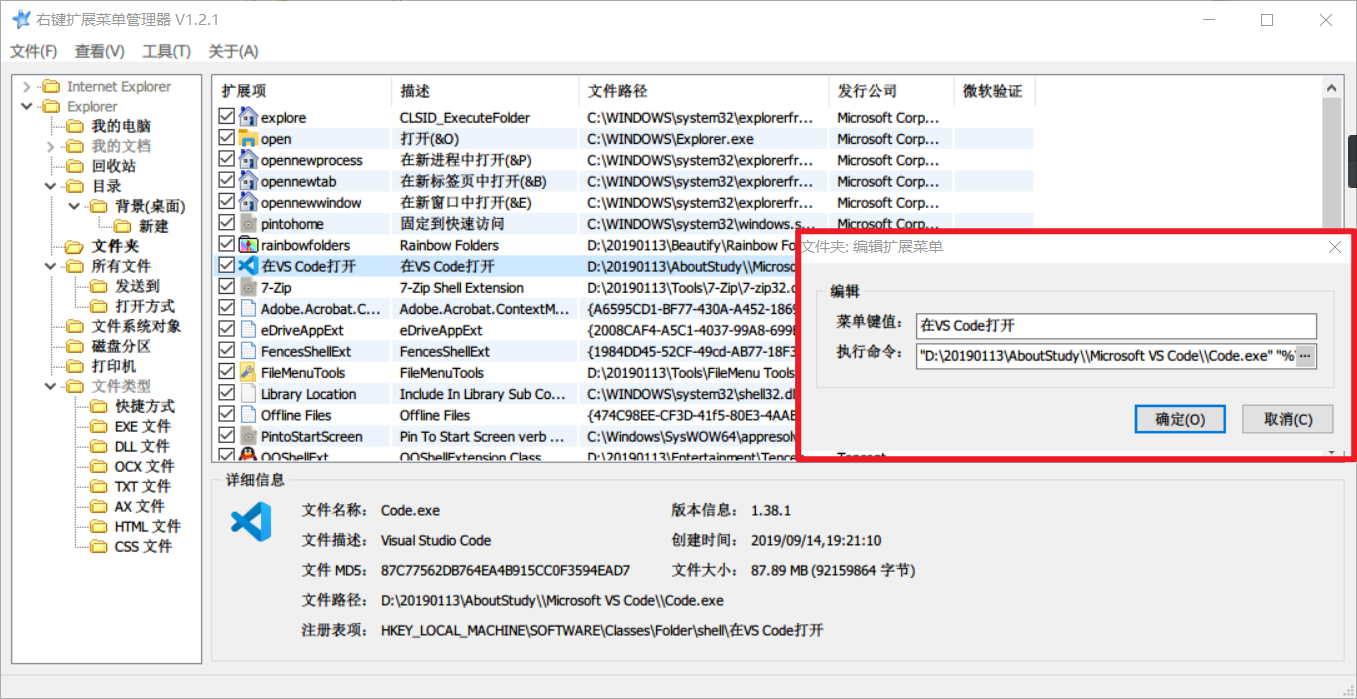 右键扩展菜单管理器 V1.2.1
文件(F) 查看(V) 工具(T) 关于(A)
Internet Explorer
Explorer
我的电脑
我的文档
回收站
目录
背景(桌面)
新建
文件夹
所有文件
发送到
打开方式
文件系统对象
磁盘分区
打印机
文件类型
快捷方式
EXE 文件
DLL 文件
OCX 文件
TXT 文件
AX 文件
HTML 文件
CSS 文件
扩展项 描述 文件路径 发行公司 微软验证
explore CLSID_ExecuteFolder C:\WINDOWS\system32\explorerfr... Microsoft Corp...
open 打开(&O) C:\WINDOWS\Explorer.exe Microsoft Corp...
opennewprocess 在新进程中打开(&P) C:\WINDOWS\system32\explorerfr... Microsoft Corp...
opennewtab 在新标签页中打开(&B) C:\WINDOWS\system32\explorerfr... Microsoft Corp...
opennewwindow 在新窗口中打开(&E) C:\WINDOWS\system32\explorerfr... Microsoft Corp...
pintohome 固定到快速访问 C:\WINDOWS\system32\windows.s... Microsoft Corp...
rainbowfolders Rainbow Folders D:\20190113\Beautify\Rainbow Fo
在VS Code打开 在VS Code打开 D:\20190113\AboutStudy\\Microso
7-Zip 7-Zip Shell Extension D:\20190113\Tools\7-Zip\7-zip32.
Adobe.Acrobat.C... Adobe.Acrobat.ContextM... {A6595CD1-BF77-430A-A452-1869
eDriveAppExt eDriveAppExt {2008CAF4-A5C1-4037-99A8-699E
FencesShellExt FencesShellExt {1984DD45-52CF-49cd-AB77-18F3
FileMenuTools FileMenuTools D:\20190113\Tools\FileMenu Tools
Library Location Include In Library Sub Co... C:\WINDOWS\system32\shell32.dl
Offline Files Offline Files {474C98EE-CF3D-41f5-80E3-4AAE
PintoStartScreen Pin To Start Screen verb ... C:\Windows\SysWOW64\appresolv
QQShellExt QQShellExtension Class D:\20190113\Entertainment\Tence Tencent
文件夹: 编辑扩展菜单
编辑
菜单键值： 在VS Code打开
执行命令： "D:\20190113\AboutStudy\\Microsoft VS Code\\Code.exe" "% ...
确定(O) 取消(C)
详细信息
文件名称： Code.exe 版本信息： 1.38.1
文件描述： Visual Studio Code 创建时间： 2019/09/14,19:21:10
文件 MD5： 87C77562DB764EA4B915CC0F3594EAD7 文件大小： 87.89 MB (92159864 字节)
文件路径： D:\20190113\AboutStudy\\Microsoft VS Code\\Code.exe
注册表项： HKEY_LOCAL_MACHINE\SOFTWARE\Classes\Folder\shell\在VS Code打开